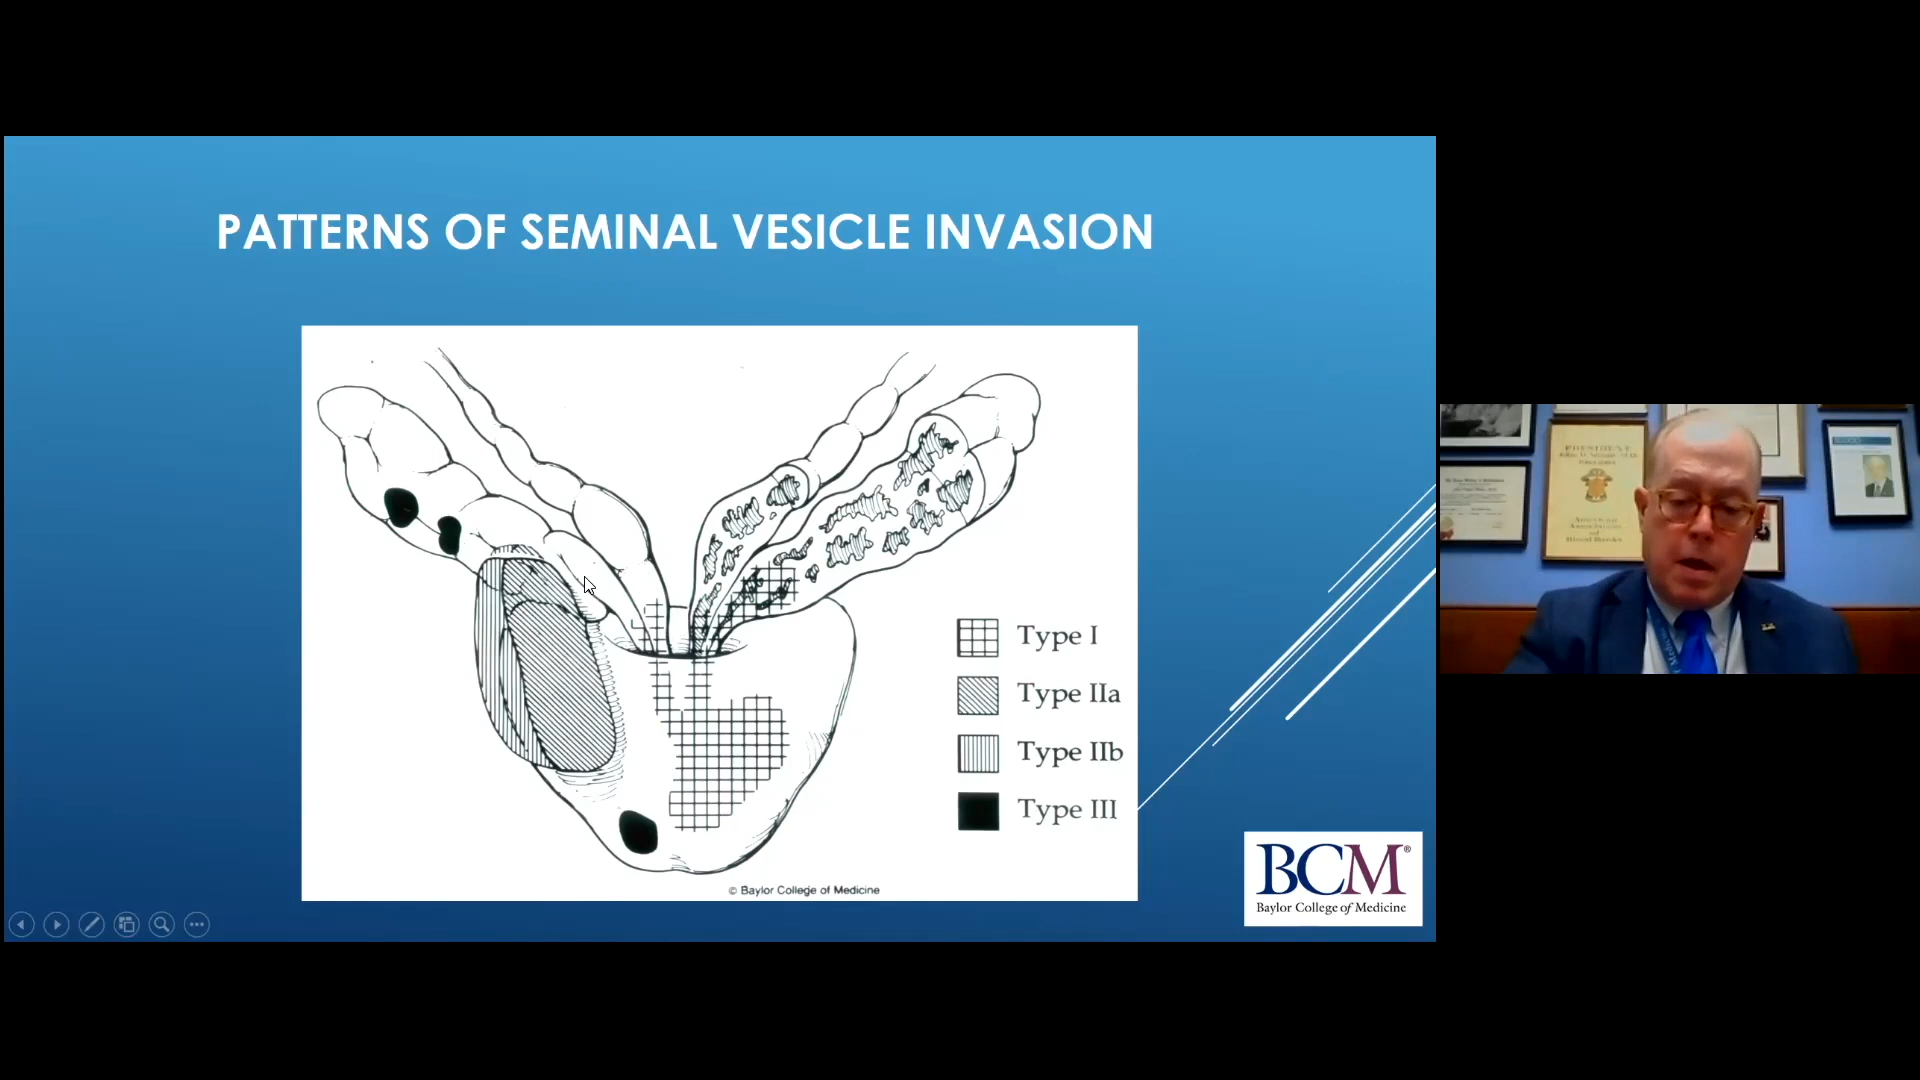 PATTERNS OF SEMINAL VESICLE INVASION
Type I
Type IIa
Type IIb
Type III
© Baylor College of Medicine
BCM®
Baylor College of Medicine
PRESIDENT